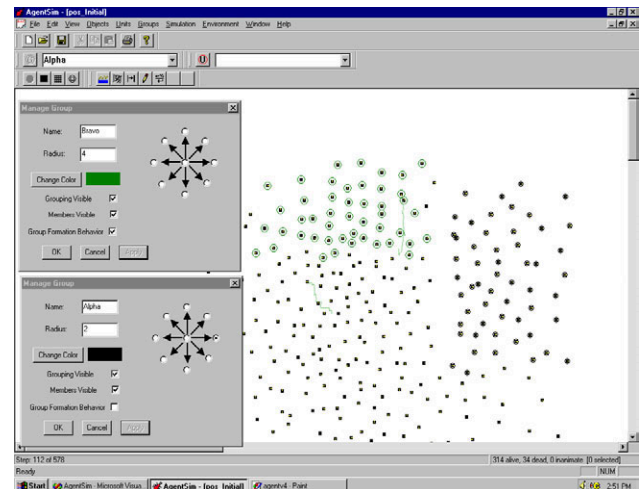 AgentSim - [pos_Initial]
File Edit View Objects Units Groups Simulation Environment Window Help
Alpha
Manage Group
Name: Bravo
Radius: 4
Change Color
Grouping Visible
Members Visible
Group Formation Behavior
OK Cancel Apply
Manage Group
Name: Alpha
Radius: 2
Change Color
Grouping Visible
Members Visible
Group Formation Behavior
OK Cancel Apply
Step: 112 of 578 314 alive, 34 dead, 0 inanimate [0 selected]
Ready NUM
Start AgentSim - Microsoft Visua... AgentSim - [pos_Initial] agentv4 - Paint 2:51 PM